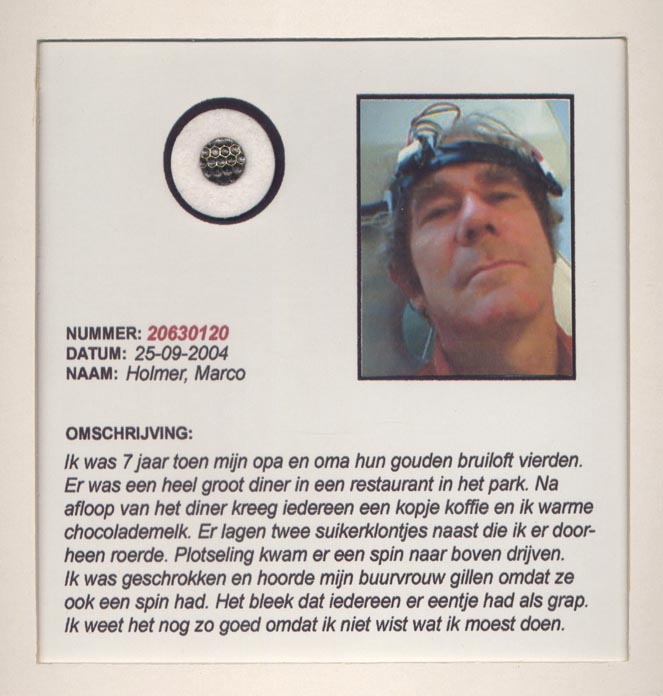 NUMMER: 20630120
DATUM: 25-09-2004
NAAM: Holmer, Marco
OMSCHRIJVING:
Ik was 7 jaar toen mijn opa en oma hun gouden bruiloft vierden.
Er was een heel groot diner in een restaurant in het park. Na
afloop van het diner kreeg iedereen een kopje koffie en ik warme
chocolademelk. Er lagen twee suikerklontjes naast die ik er door-
heen roerde. Plotseling kwam er een spin naar boven drijven.
Ik was geschrokken en hoorde mijn buurvrouw gillen omdat ze
ook een spin had. Het bleek dat iedereen er eentje had als grap.
Ik weet het nog zo goed omdat ik niet wist wat ik moest doen.